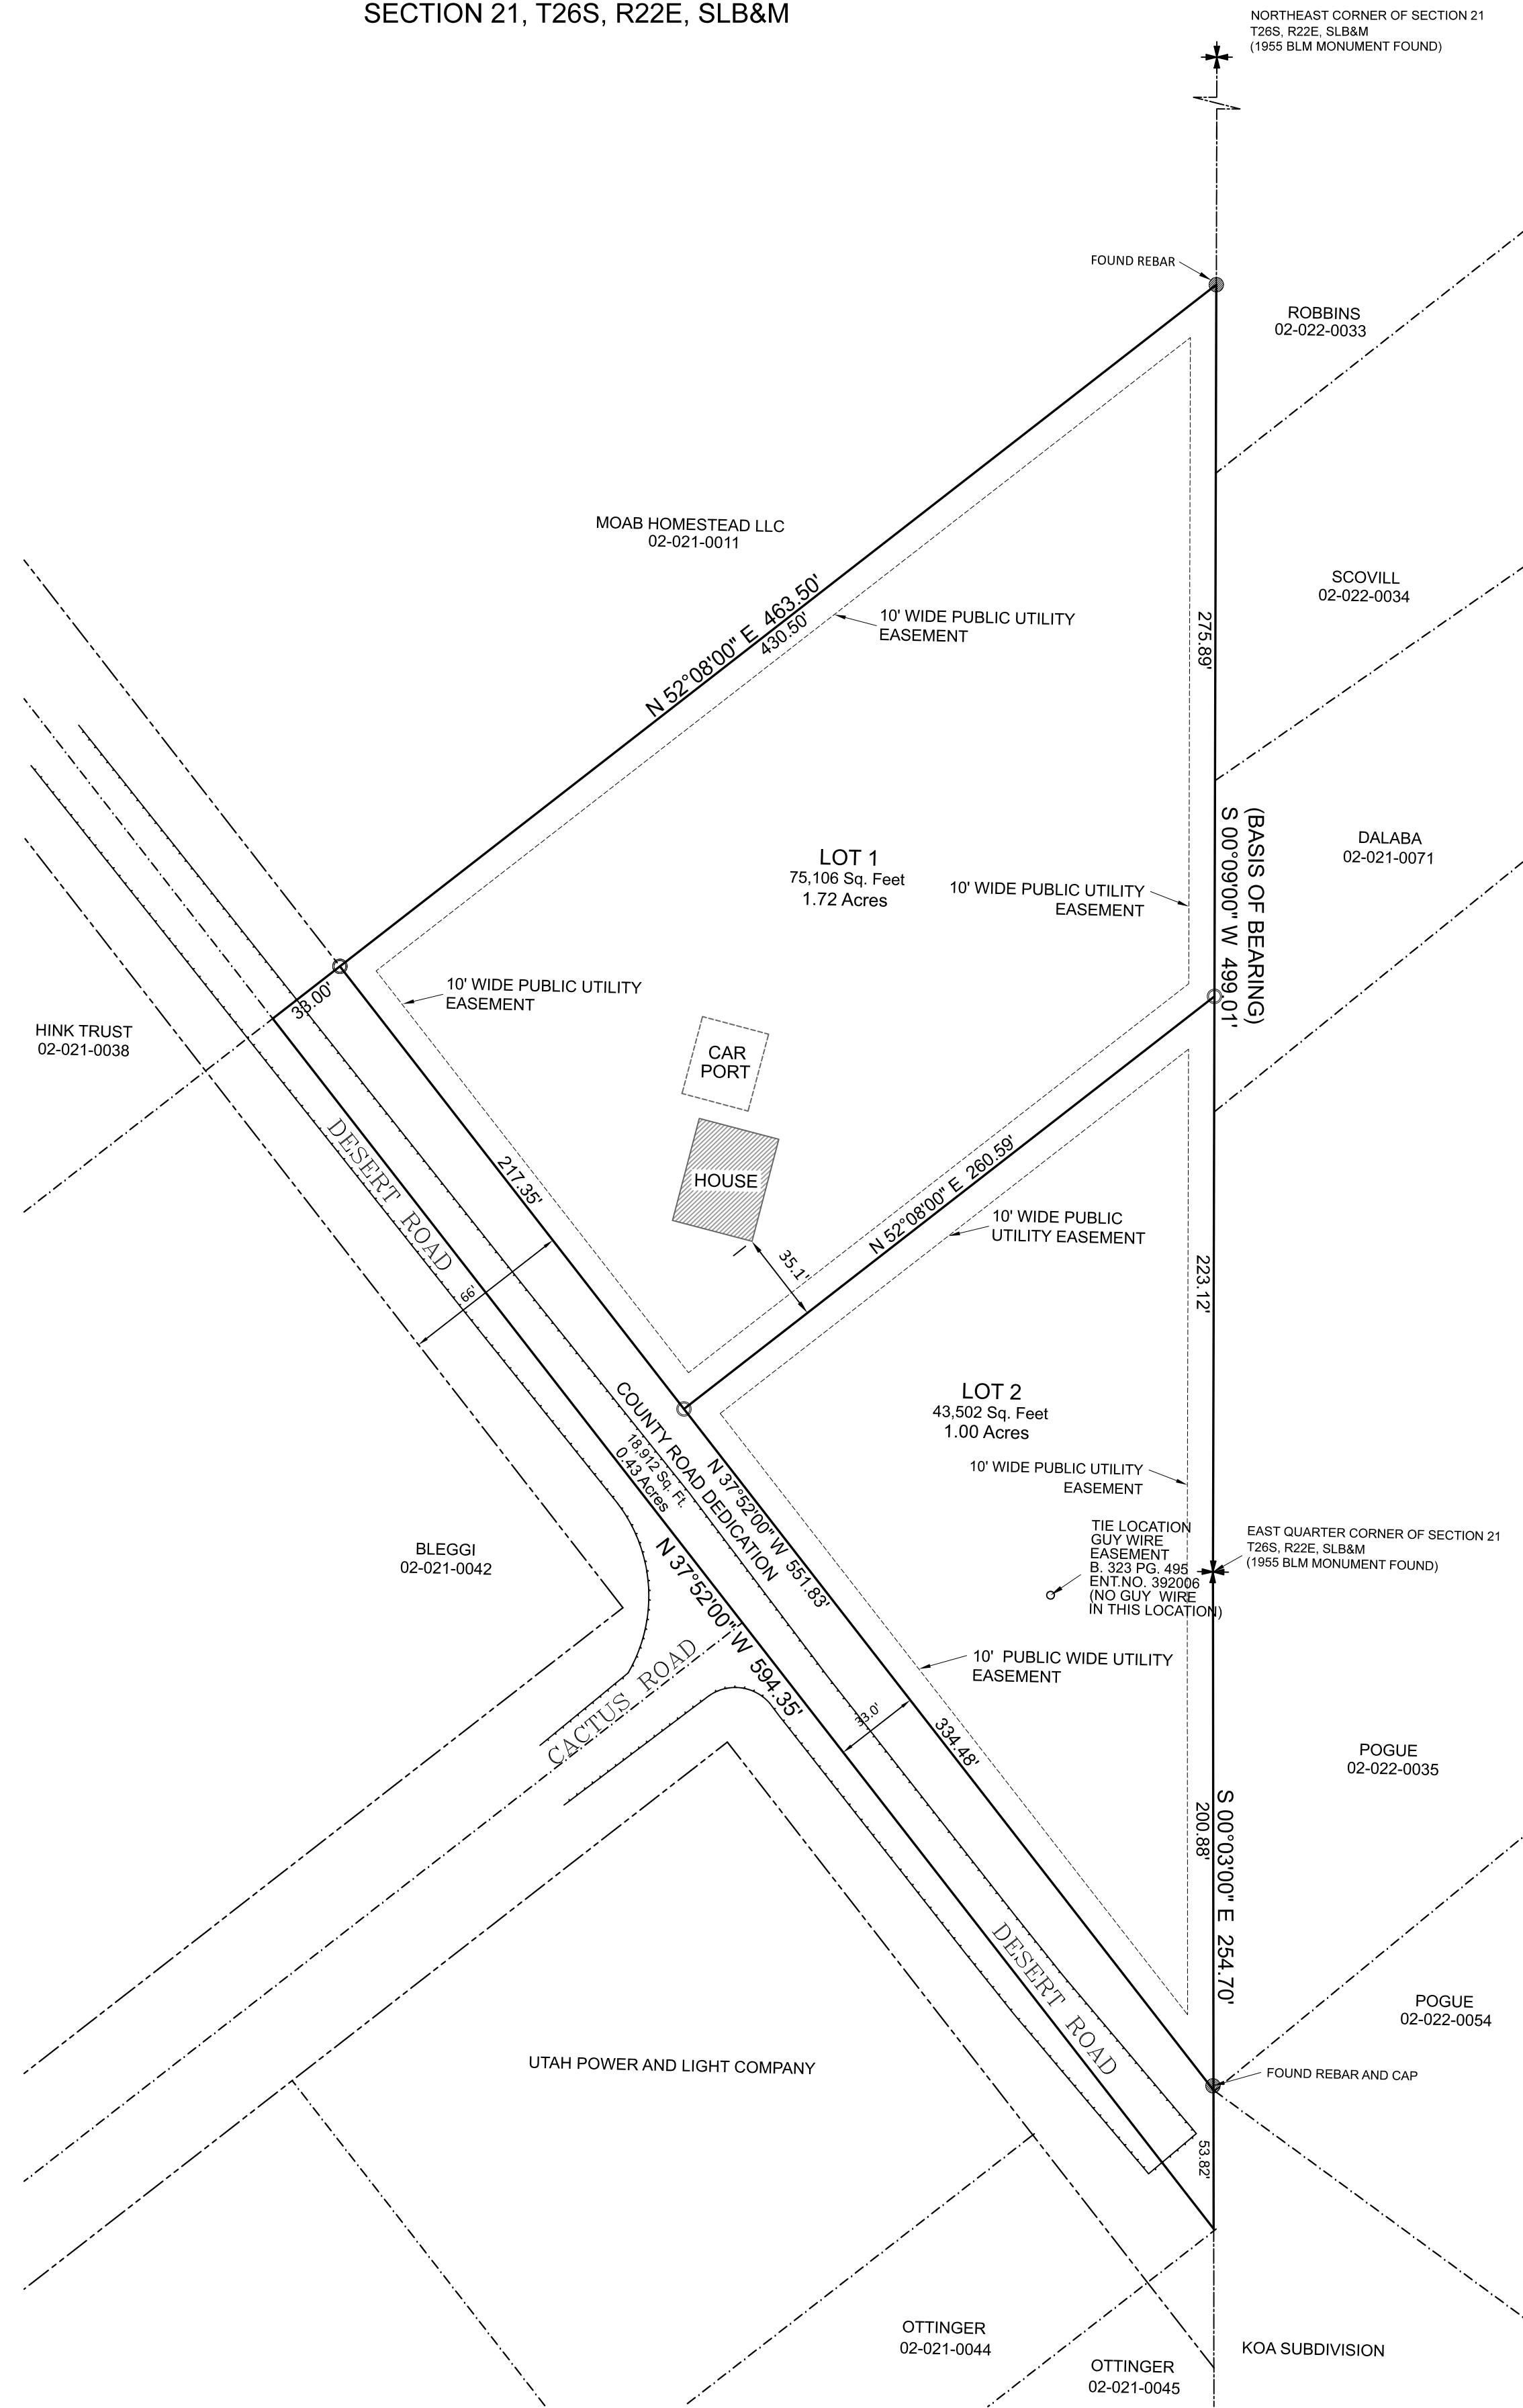 SECTION 21, T26S, R22E, SLB&M
NORTHEAST CORNER OF SECTION 21
T26S, R22E, SLB&M
(1955 BLM MONUMENT FOUND)
FOUND REBAR
ROBBINS
02-022-0033
MOAB HOMESTEAD LLC
02-021-0011
N 52°08'00" E 463.50'
430.50'
10' WIDE PUBLIC UTILITY
EASEMENT
275.89'
SCOVILL
02-022-0034
(BASIS OF BEARING)
S 00°09'00" W 499.01'
DALABA
02-021-0071
LOT 1
75,106 Sq. Feet
1.72 Acres
10' WIDE PUBLIC UTILITY
EASEMENT
10' WIDE PUBLIC UTILITY
EASEMENT
33.00'
HINK TRUST
02-021-0038
CAR
PORT
HOUSE
217.35'
DESERT ROAD
66'
35.1'
N 52°08'00" E 260.59'
10' WIDE PUBLIC
UTILITY EASEMENT
223.12'
LOT 2
43,502 Sq. Feet
1.00 Acres
COUNTY ROAD DEDICATION
18,912 Sq. Ft.
0.43 Acres
N 37°52'00" W 551.83'
10' WIDE PUBLIC UTILITY
EASEMENT
TIE LOCATION
GUY WIRE
EASEMENT
B. 323 PG. 495
ENT.NO. 392006
(NO GUY WIRE
IN THIS LOCATION)
EAST QUARTER CORNER OF SECTION 21
T26S, R22E, SLB&M
(1955 BLM MONUMENT FOUND)
BLEGGI
02-021-0042
N 37°52'00" W 594.35'
CACTUS ROAD
10' PUBLIC WIDE UTILITY
EASEMENT
33.0'
334.48'
POGUE
02-022-0035
200.88'
S 00°03'00" E 254.70'
DESERT ROAD
POGUE
02-022-0054
UTAH POWER AND LIGHT COMPANY
FOUND REBAR AND CAP
53.82'
OTTINGER
02-021-0044
OTTINGER
02-021-0045
KOA SUBDIVISION